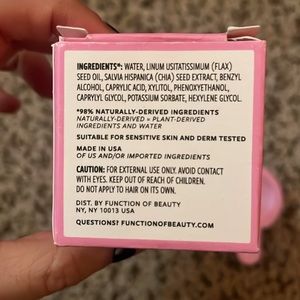 INGREDIENTS*: WATER, LINUM USITATISSIMUM (FLAX)
SEED OIL, SALVIA HISPANICA (CHIA) SEED EXTRACT, BENZYL
ALCOHOL, CAPRYLIC ACID, XYLITOL, PHENOXYETHANOL,
CAPRYLYL GLYCOL, POTASSIUM SORBATE, HEXYLENE GLYCOL.
*98% NATURALLY-DERIVED INGREDIENTS
NATURALLY-DERIVED = PLANT-DERIVED
INGREDIENTS AND WATER
SUITABLE FOR SENSITIVE SKIN AND DERM TESTED
MADE IN USA
OF US AND/OR IMPORTED INGREDIENTS
CAUTION: FOR EXTERNAL USE ONLY. AVOID CONTACT
WITH EYES. KEEP OUT OF REACH OF CHILDREN.
DO NOT APPLY TO HAIR ON ITS OWN.
DIST. BY FUNCTION OF BEAUTY
NY, NY 10013 USA
QUESTIONS? FUNCTIONOFBEAUTY.COM